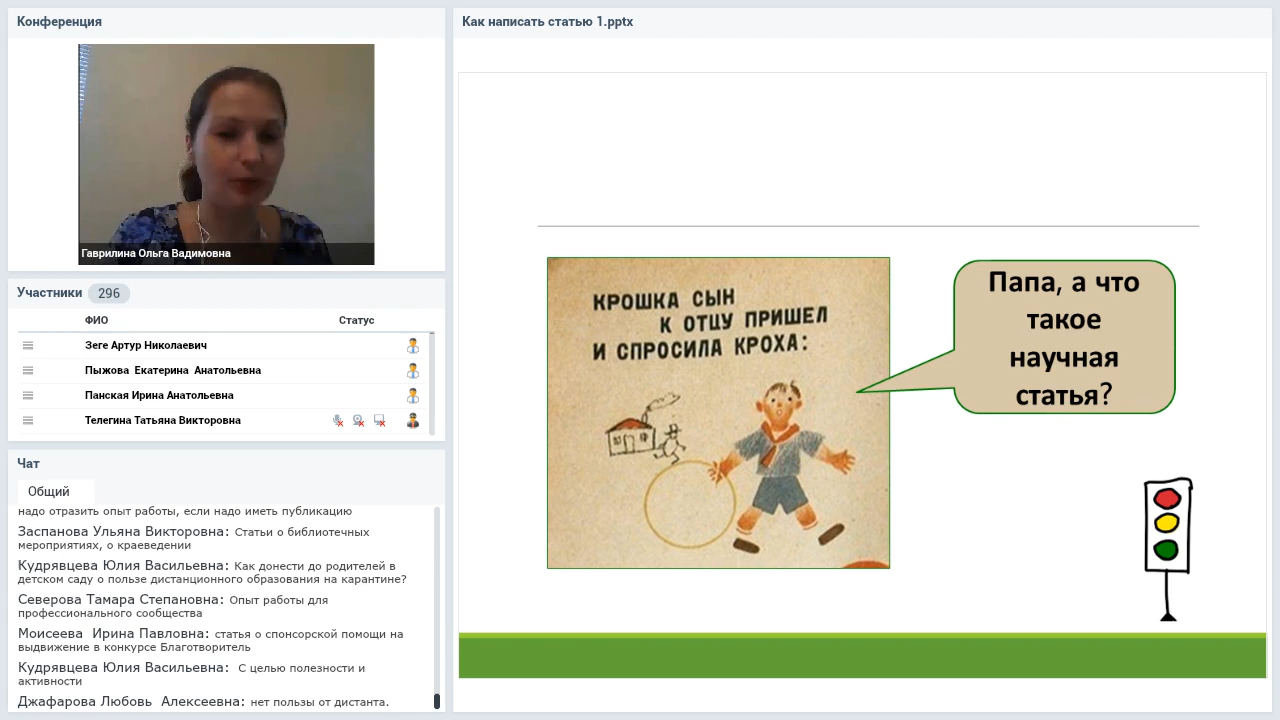 Конференция
Гаврилина Ольга Вадимовна
Участники 296
ФИО Статус
Зеге Артур Николаевич
Пыжова Екатерина Анатольевна
Панская Ирина Анатольевна
Телегина Татьяна Викторовна
Чат
Общий
надо отразить опыт работы, если надо иметь публикацию
Заспанова Ульяна Викторовна: Статьи о библиотечных
мероприятиях, о краеведении
Кудрявцева Юлия Васильевна: Как донести до родителей в
детском саду о пользе дистанционного образования на карантине?
Северова Тамара Степановна: Опыт работы для
профессионального сообщества
Моисеева Ирина Павловна: статья о спонсорской помощи на
выдвижение в конкурсе Благотворитель
Кудрявцева Юлия Васильевна: С целью полезности и
активности
Джафарова Любовь Алексеевна: нет пользы от дистанта.
Как написать статью 1.pptx
КРОШКА СЫН
К ОТЦУ ПРИШЕЛ
И СПРОСИЛА КРОХА:
Папа, а что
такое
научная
статья?